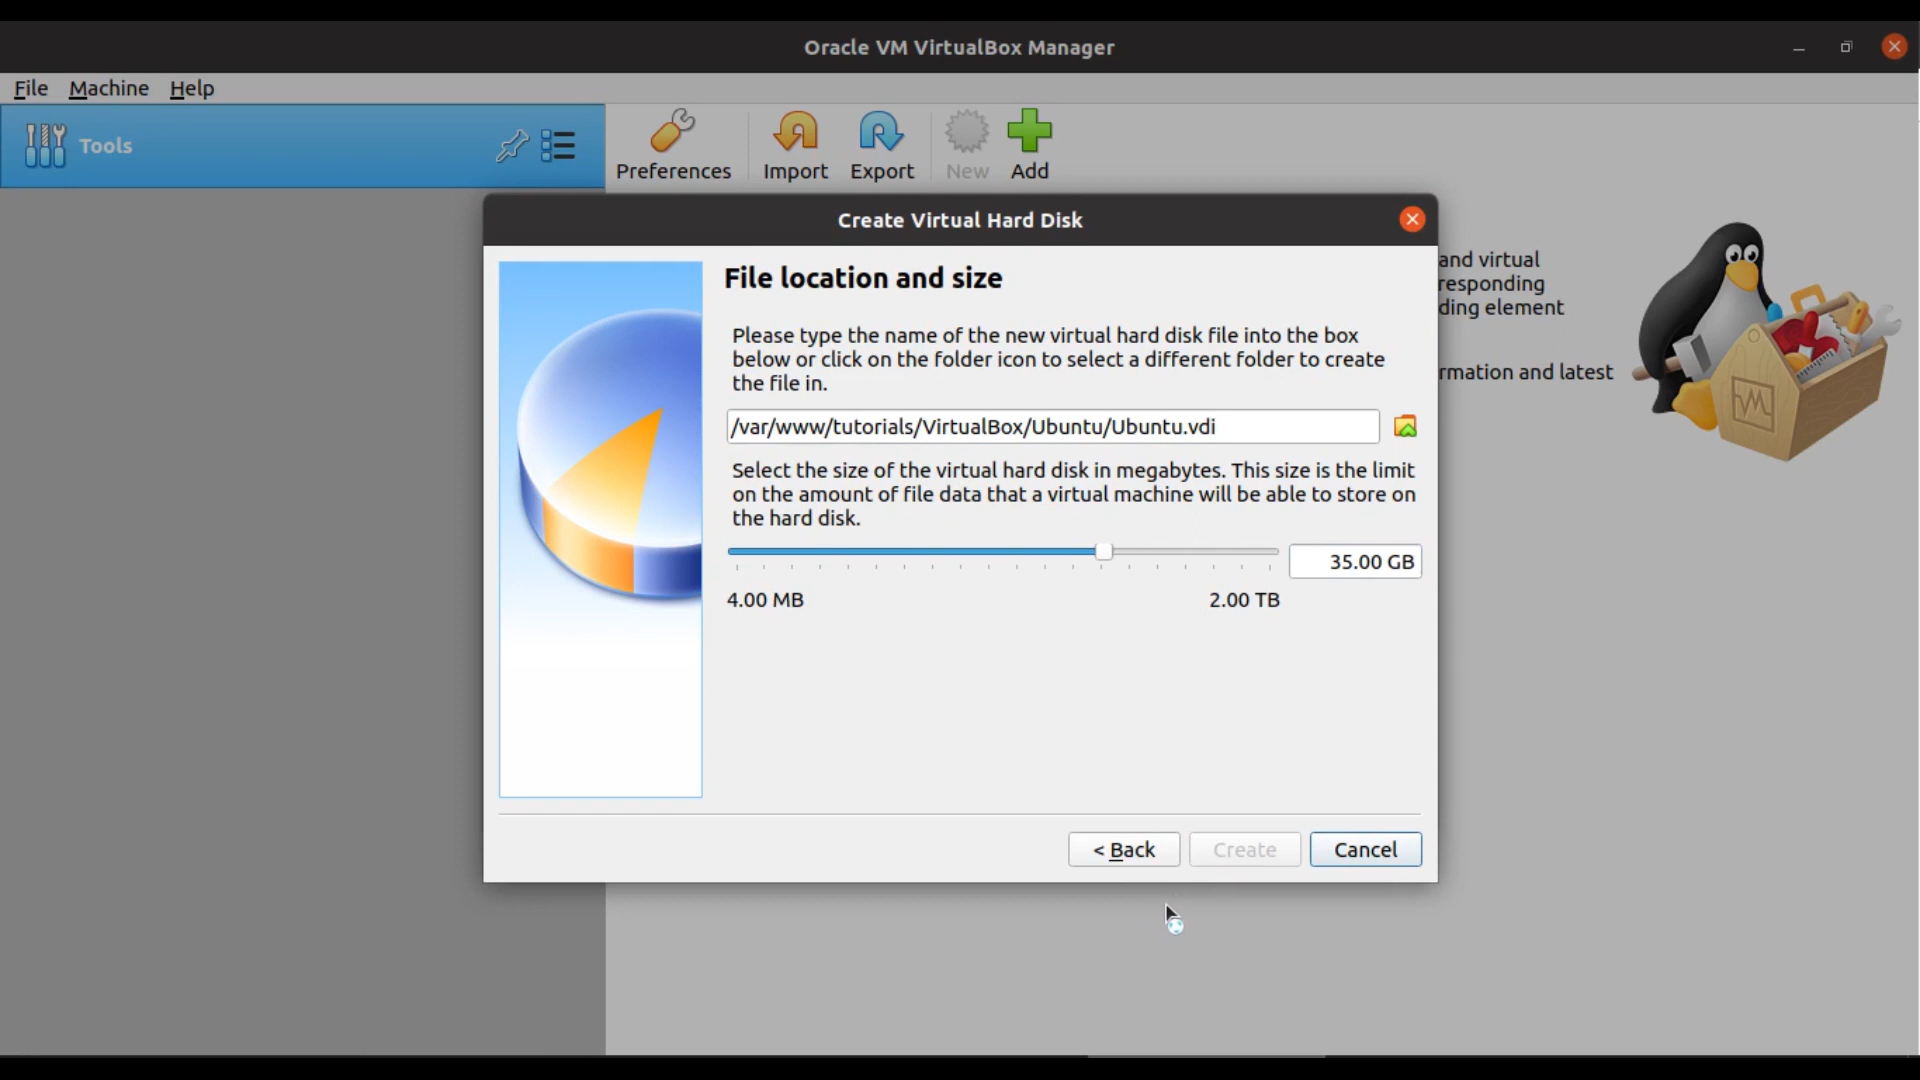 Oracle VM VirtualBox Manager
File Machine Help
Tools
Preferences Import Export New Add
Create Virtual Hard Disk
and virtual
responding
ding element
rmation and latest
File location and size
Please type the name of the new virtual hard disk file into the box
below or click on the folder icon to select a different folder to create
the file in.
/var/www/tutorials/VirtualBox/Ubuntu/Ubuntu.vdi
Select the size of the virtual hard disk in megabytes. This size is the limit
on the amount of file data that a virtual machine will be able to store on
the hard disk.
35.00 GB
4.00 MB 2.00 TB
< Back Create Cancel